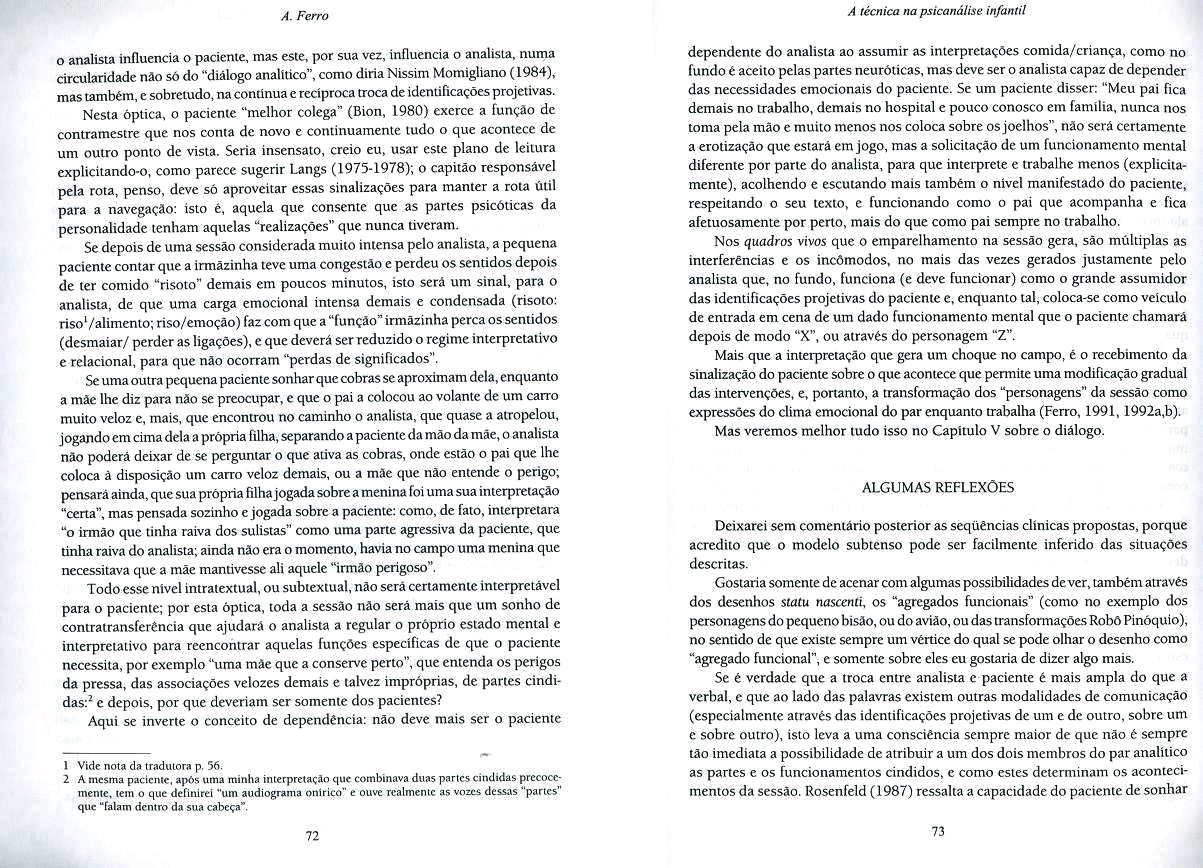 A. Ferro
o analista influencia o paciente, mas este, por sua vez, influencia o analista, numa
circularidade não só do “diálogo analítico”, como diria Nissim Momigliano (1984),
mas também, e sobretudo, na contínua e recíproca troca de identificações projetivas.
Nesta óptica, o paciente “melhor colega” (Bion, 1980) exerce a função de
contramestre que nos conta de novo e continuamente tudo o que acontece de
um outro ponto de vista. Seria insensato, creio eu, usar este plano de leitura
explicitando-o, como parece sugerir Langs (1975-1978); o capitão responsável
pela rota, penso, deve só aproveitar essas sinalizações para manter a rota útil
para a navegação: isto é, aquela que consente que as partes psicóticas da
personalidade tenham aquelas “realizações” que nunca tiveram.
Se depois de uma sessão considerada muito intensa pelo analista, a pequena
paciente contar que a irmãzinha teve uma congestão e perdeu os sentidos depois
de ter comido “risoto” demais em poucos minutos, isto será um sinal, para o
analista, de que uma carga emocional intensa demais e condensada (risoto:
riso¹/alimento; riso/emoção) faz com que a “função” irmãzinha perca os sentidos
(desmaiar/ perder as ligações), e que deverá ser reduzido o regime interpretativo
e relacional, para que não ocorram “perdas de significados”.
Se uma outra pequena paciente sonhar que cobras se aproximam dela, enquanto
a mãe lhe diz para não se preocupar, e que o pai a colocou ao volante de um carro
muito veloz e, mais, que encontrou no caminho o analista, que quase a atropelou,
jogando em cima dela a própria filha, separando a paciente da mão da mãe, o analista
não poderá deixar de se perguntar o que ativa as cobras, onde estão o pai que lhe
coloca à disposição um carro veloz demais, ou a mãe que não entende o perigo;
pensará ainda, que sua própria filha jogada sobre a menina foi uma sua interpretação
“certa”, mas pensada sozinho e jogada sobre a paciente: como, de fato, interpretara
“o irmão que tinha raiva dos sulistas” como uma parte agressiva da paciente, que
tinha raiva do analista; ainda não era o momento, havia no campo uma menina que
necessitava que a mãe mantivesse ali aquele “irmão perigoso”.
Todo esse nível intratextual, ou subtextual, não será certamente interpretável
para o paciente; por esta óptica, toda a sessão não será mais que um sonho de
contratransferência que ajudará o analista a regular o próprio estado mental e
interpretativo para reencontrar aquelas funções específicas de que o paciente
necessita, por exemplo “uma mãe que a conserve perto”, que entenda os perigos
da pressa, das associações velozes demais e talvez impróprias, de partes cindi-
das:² e depois, por que deveriam ser somente dos pacientes?
Aqui se inverte o conceito de dependência: não deve mais ser o paciente
1 Vide nota da tradutora p. 56.
2 A mesma paciente, após uma minha interpretação que combinava duas partes cindidas precoce-
mente, tem o que definirei “um audiograma onírico” e ouve realmente as vozes dessas “partes”
que “falam dentro da sua cabeça”.
72
A técnica na psicanálise infantil
dependente do analista ao assumir as interpretações comida/criança, como no
fundo é aceito pelas partes neuróticas, mas deve ser o analista capaz de depender
das necessidades emocionais do paciente. Se um paciente disser: “Meu pai fica
demais no trabalho, demais no hospital e pouco conosco em família, nunca nos
toma pela mão e muito menos nos coloca sobre os joelhos”, não será certamente
a erotização que estará em jogo, mas a solicitação de um funcionamento mental
diferente por parte do analista, para que interprete e trabalhe menos (explicita-
mente), acolhendo e escutando mais também o nível manifestado do paciente,
respeitando o seu texto, e funcionando como o pai que acompanha e fica
afetuosamente por perto, mais do que como pai sempre no trabalho.
Nos quadros vivos que o emparelhamento na sessão gera, são múltiplas as
interferências e os incômodos, no mais das vezes gerados justamente pelo
analista que, no fundo, funciona (e deve funcionar) como o grande assumidor
das identificações projetivas do paciente e, enquanto tal, coloca-se como veículo
de entrada em cena de um dado funcionamento mental que o paciente chamará
depois de modo “X”, ou através do personagem “Z”.
Mais que a interpretação que gera um choque no campo, é o recebimento da
sinalização do paciente sobre o que acontece que permite uma modificação gradual
das intervenções, e, portanto, a transformação dos “personagens” da sessão como
expressões do clima emocional do par enquanto trabalha (Ferro, 1991, 1992a,b).
Mas veremos melhor tudo isso no Capítulo V sobre o diálogo.
ALGUMAS REFLEXÕES
Deixarei sem comentário posterior as seqüências clínicas propostas, porque
acredito que o modelo subtenso pode ser facilmente inferido das situações
descritas.
Gostaria somente de acenar com algumas possibilidades de ver, também através
dos desenhos statu nascenti, os “agregados funcionais” (como no exemplo dos
personagens do pequeno bisão, ou do avião, ou das transformações Robô Pinóquio),
no sentido de que existe sempre um vértice do qual se pode olhar o desenho como
“agregado funcional”, e somente sobre eles eu gostaria de dizer algo mais.
Se é verdade que a troca entre analista e paciente é mais ampla do que a
verbal, e que ao lado das palavras existem outras modalidades de comunicação
(especialmente através das identificações projetivas de um e de outro, sobre um
e sobre outro), isto leva a uma consciência sempre maior de que não é sempre
tão imediata a possibilidade de atribuir a um dos dois membros do par analítico
as partes e os funcionamentos cindidos, e como estes determinam os aconteci-
mentos da sessão. Rosenfeld (1987) ressalta a capacidade do paciente de sonhar
73